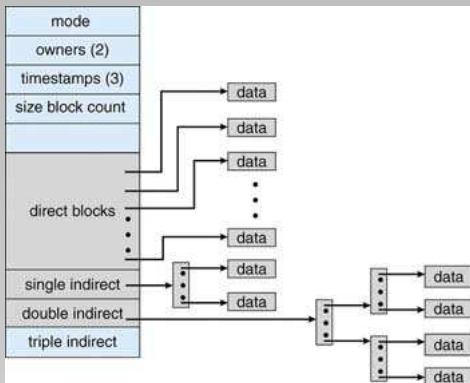 mode
owners (2)
timestamps (3)
size block count
direct blocks
single indirect
double indirect
triple indirect
data
data
data
data
data
data
data
data
data
data